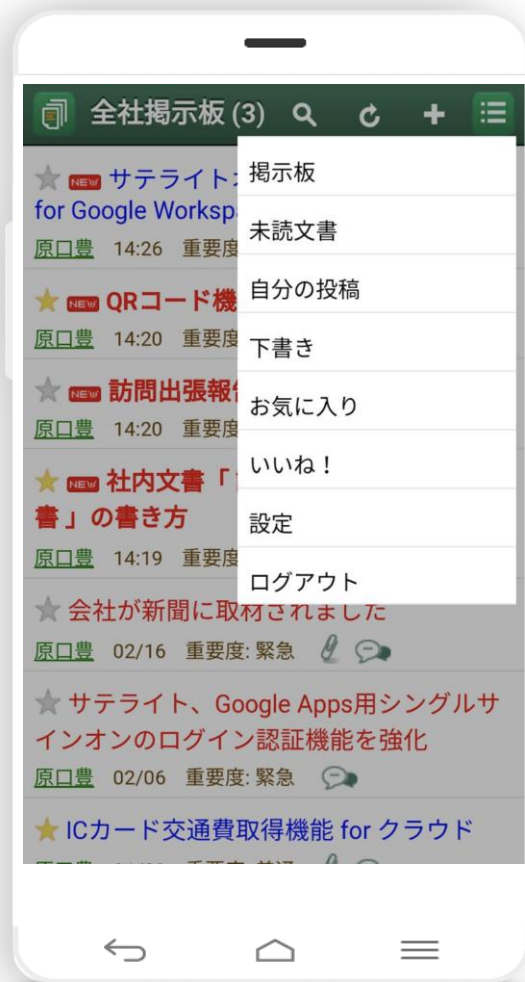 全社掲示板 (3)
掲示板
未読文書
自分の投稿
下書き
お気に入り
いいね！
設定
ログアウト
NEW サテライト
for Google Worksp
原口豊 14:26 重要度
NEW QRコード機
原口豊 14:20 重要度
NEW 訪問出張報
原口豊 14:20 重要度
NEW 社内文書「
書」の書き方
原口豊 14:19 重要度
会社が新聞に取材されました
原口豊 02/16 重要度: 緊急
サテライト、Google Apps用シングルサ
インオンのログイン認証機能を強化
原口豊 02/06 重要度: 緊急
ICカード交通費取得機能 for クラウド